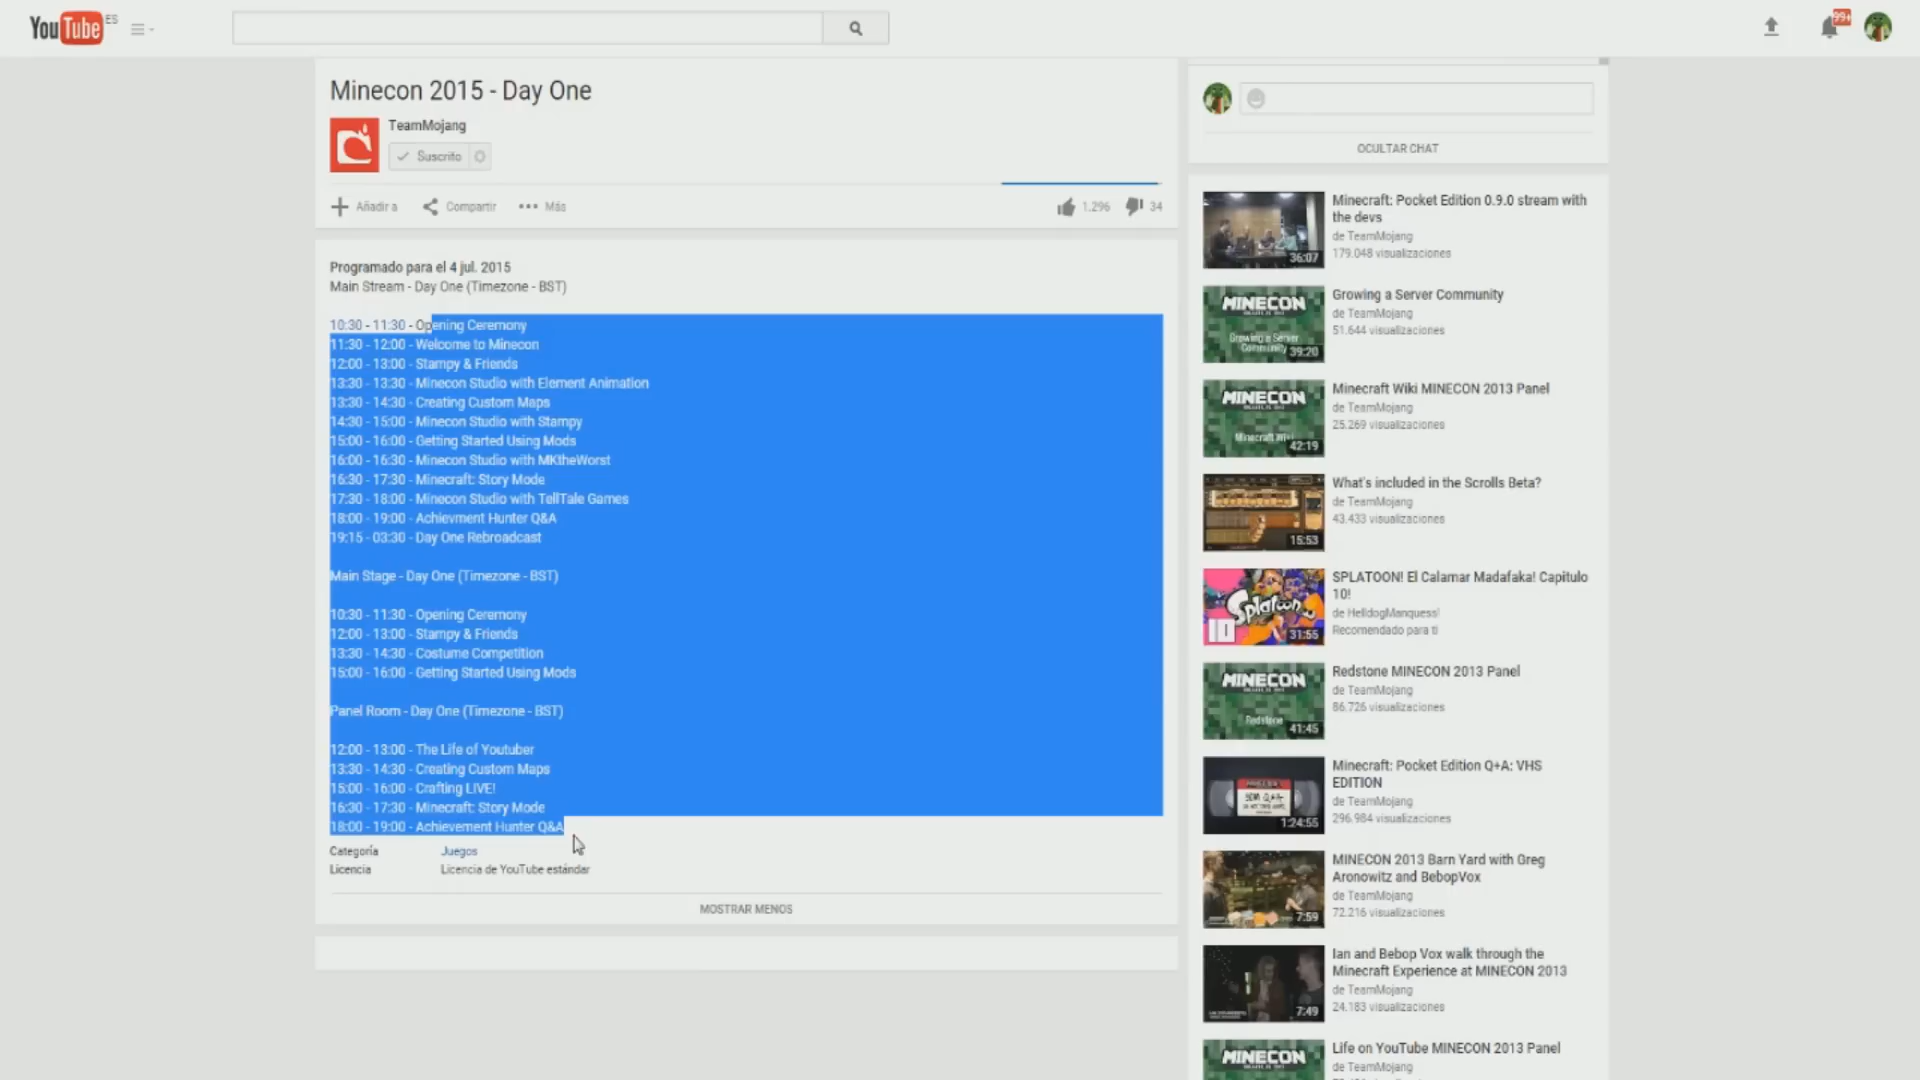 YouTube ES
99+
Minecon 2015 - Day One
TeamMojang
Suscrito
Añadir a
Compartir
Más
1.296
34
Programado para el 4 jul. 2015
Main Stream - Day One (Timezone - BST)
10:30 - 11:30 - Opening Ceremony
11:30 - 12:00 - Welcome to Minecon
12:00 - 13:00 - Stampy & Friends
13:30 - 13:30 - Minecon Studio with Element Animation
13:30 - 14:30 - Creating Custom Maps
14:30 - 15:00 - Minecon Studio with Stampy
15:00 - 16:00 - Getting Started Using Mods
16:00 - 16:30 - Minecon Studio with MKtheWorst
16:30 - 17:30 - Minecraft: Story Mode
17:30 - 18:00 - Minecon Studio with TellTale Games
18:00 - 19:00 - Achievment Hunter Q&A
19:15 - 03:30 - Day One Rebroadcast
Main Stage - Day One (Timezone - BST)
10:30 - 11:30 - Opening Ceremony
12:00 - 13:00 - Stampy & Friends
13:30 - 14:30 - Costume Competition
15:00 - 16:00 - Getting Started Using Mods
Panel Room - Day One (Timezone - BST)
12:00 - 13:00 - The Life of Youtuber
13:30 - 14:30 - Creating Custom Maps
15:00 - 16:00 - Crafting LIVE!
16:30 - 17:30 - Minecraft: Story Mode
18:00 - 19:00 - Achievement Hunter Q&A
Categoría Juegos
Licencia Licencia de YouTube estándar
MOSTRAR MENOS
OCULTAR CHAT
36:07
Minecraft: Pocket Edition 0.9.0 stream with
the devs
de TeamMojang
179.048 visualizaciones
MINECON
Growing a Server
Community
39:20
Growing a Server Community
de TeamMojang
51.644 visualizaciones
MINECON
Minecraft Wiki
42:19
Minecraft Wiki MINECON 2013 Panel
de TeamMojang
25.269 visualizaciones
15:53
What's included in the Scrolls Beta?
de TeamMojang
43.433 visualizaciones
Splatoon
10
31:55
SPLATOON! El Calamar Madafaka! Capitulo
10!
de HelldogManquess!
Recomendado para ti
MINECON
Redstone
41:45
Redstone MINECON 2013 Panel
de TeamMojang
86.726 visualizaciones
1:24:55
Minecraft: Pocket Edition Q+A: VHS
EDITION
de TeamMojang
296.984 visualizaciones
7:59
MINECON 2013 Barn Yard with Greg
Aronowitz and BebopVox
de TeamMojang
72.216 visualizaciones
7:49
Ian and Bebop Vox walk through the
Minecraft Experience at MINECON 2013
de TeamMojang
24.183 visualizaciones
MINECON
Life on YouTube MINECON 2013 Panel
de TeamMojang